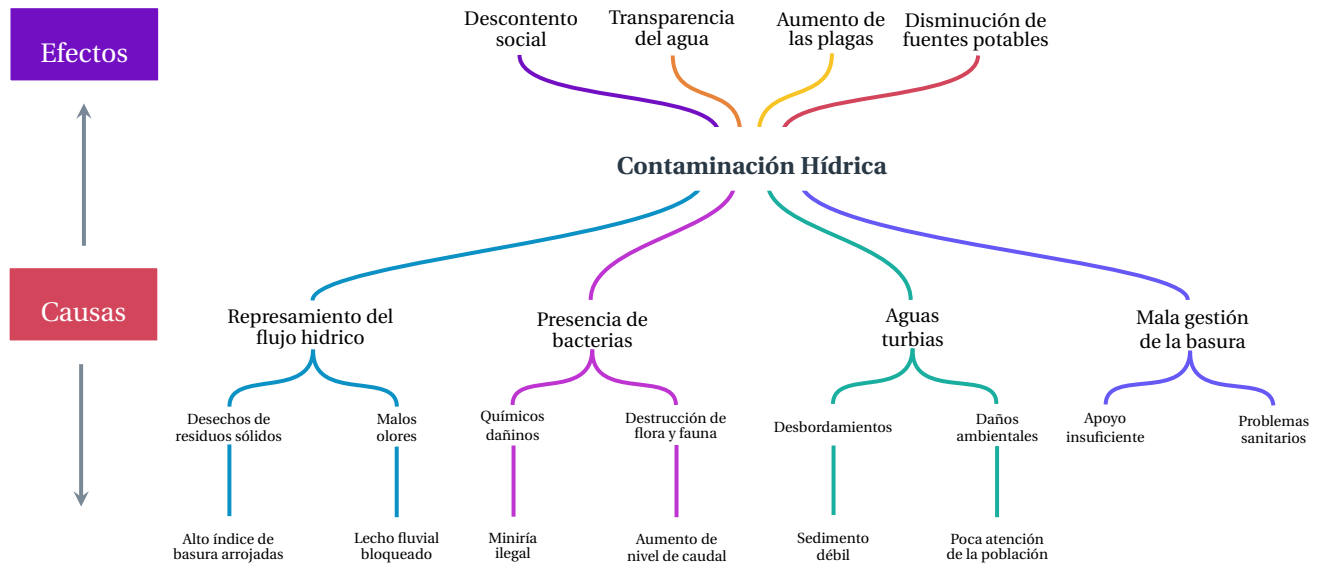 Efectos
Descontento
social
Transparencia
del agua
Aumento de
las plagas
Disminución de
fuentes potables
Contaminación Hídrica
Causas
Represamiento del
flujo hidrico
Presencia de
bacterias
Aguas
turbias
Mala gestión
de la basura
Desechos de
residuos sólidos
Malos
olores
Químicos
dañinos
Destrucción de
flora y fauna
Desbordamientos
Daños
ambientales
Apoyo
insuficiente
Problemas
sanitarios
Alto índice de
basura arrojadas
Lecho fluvial
bloqueado
Miniría
ilegal
Aumento de
nivel de caudal
Sedimento
débil
Poca atención
de la población